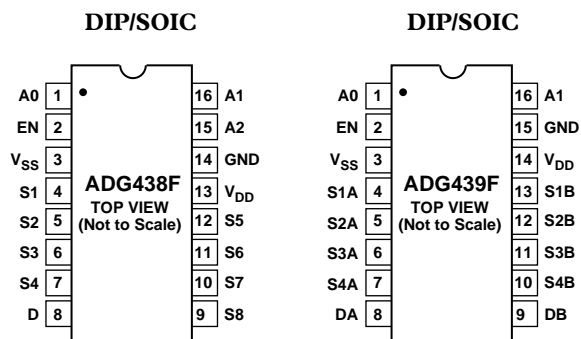 DIP/SOIC
A0 1 16 A1
EN 2 15 A2
VSS 3 14 GND
S1 4 13 VDD
S2 5 12 S5
S3 6 11 S6
S4 7 10 S7
D 8 9 S8
ADG438F
TOP VIEW
(Not to Scale)
DIP/SOIC
A0 1 16 A1
EN 2 15 GND
VSS 3 14 VDD
S1A 4 13 S1B
S2A 5 12 S2B
S3A 6 11 S3B
S4A 7 10 S4B
DA 8 9 DB
ADG439F
TOP VIEW
(Not to Scale)